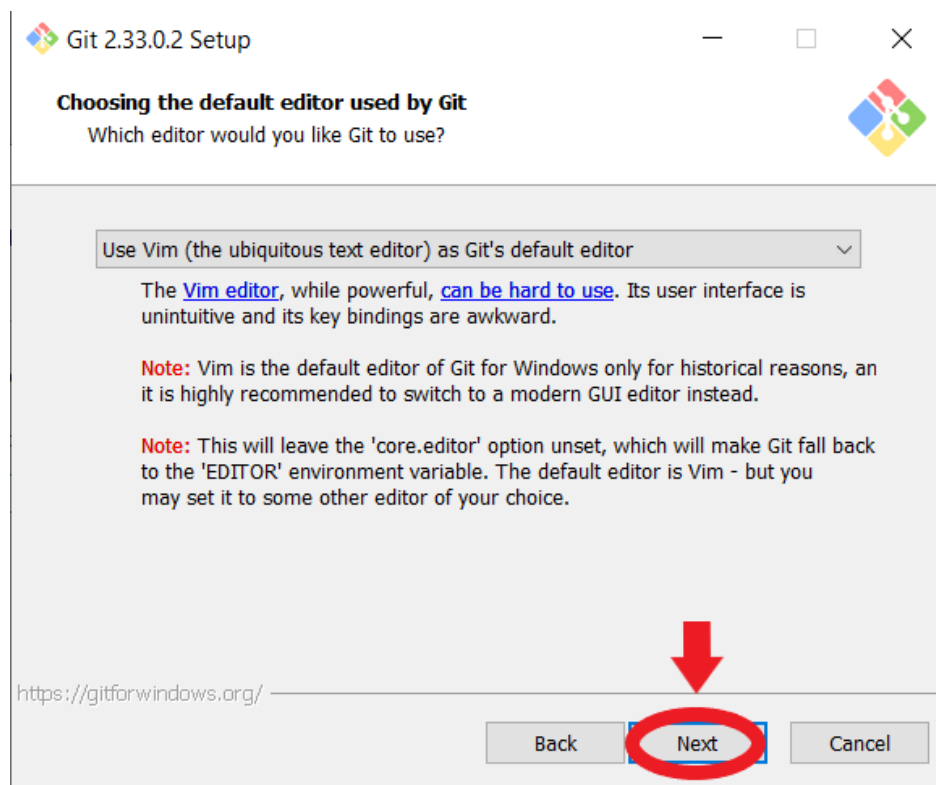 Git 2.33.0.2 Setup
Choosing the default editor used by Git
Which editor would you like Git to use?
Use Vim (the ubiquitous text editor) as Git's default editor
The Vim editor, while powerful, can be hard to use. Its user interface is
unintuitive and its key bindings are awkward.
Note: Vim is the default editor of Git for Windows only for historical reasons, an
it is highly recommended to switch to a modern GUI editor instead.
Note: This will leave the 'core.editor' option unset, which will make Git fall back
to the 'EDITOR' environment variable. The default editor is Vim - but you
may set it to some other editor of your choice.
https://gitforwindows.org/
Back Next Cancel